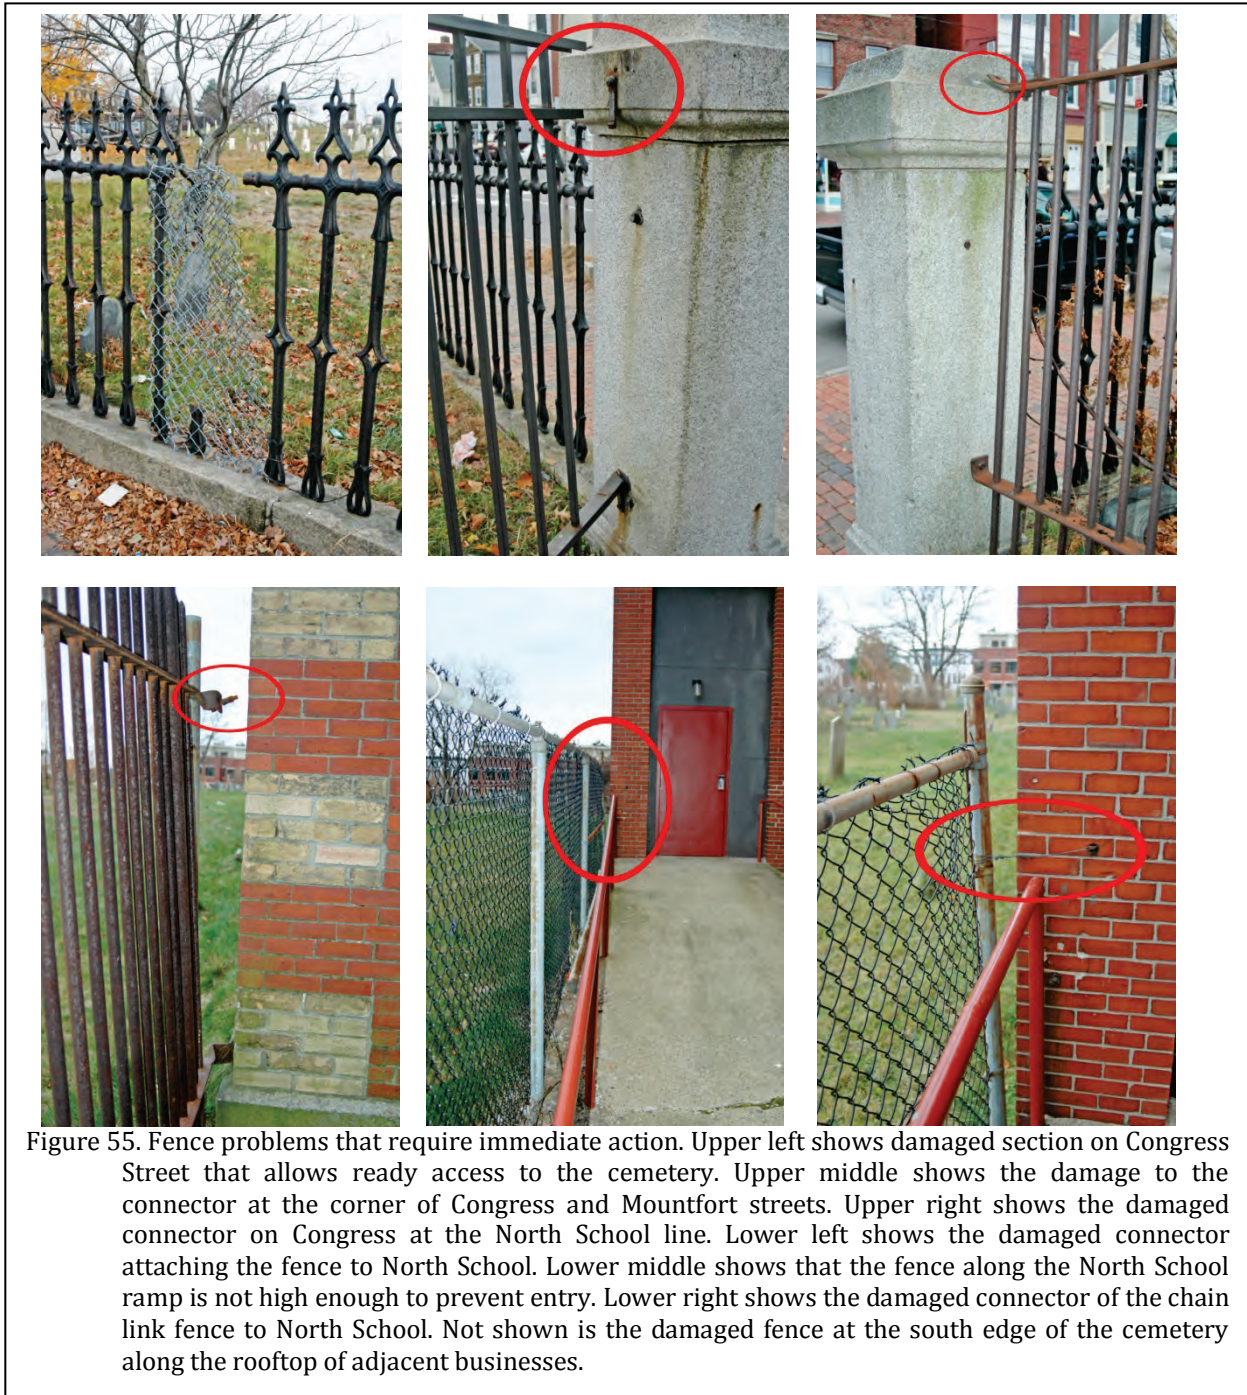 Figure 55. Fence problems that require immediate action. Upper left shows damaged section on Congress
Street that allows ready access to the cemetery. Upper middle shows the damage to the
connector at the corner of Congress and Mountfort streets. Upper right shows the damaged
connector on Congress at the North School line. Lower left shows the damaged connector
attaching the fence to North School. Lower middle shows that the fence along the North School
ramp is not high enough to prevent entry. Lower right shows the damaged connector of the chain
link fence to North School. Not shown is the damaged fence at the south edge of the cemetery
along the rooftop of adjacent businesses.